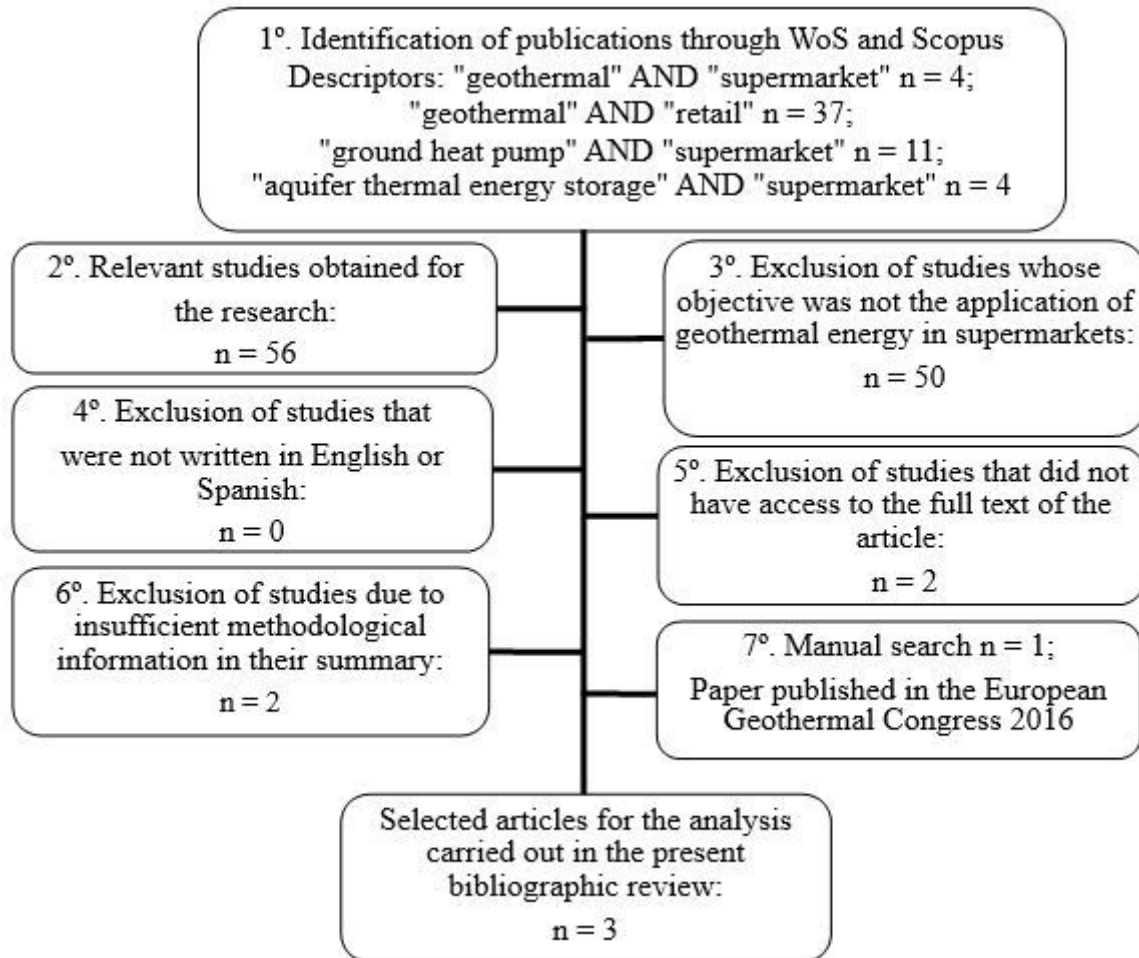 1º. Identification of publications through WoS and Scopus
Descriptors: "geothermal" AND "supermarket" n = 4;
"geothermal" AND "retail" n = 37;
"ground heat pump" AND "supermarket" n = 11;
"aquifer thermal energy storage" AND "supermarket" n = 4
2º. Relevant studies obtained for
the research:
n = 56
3º. Exclusion of studies whose
objective was not the application of
geothermal energy in supermarkets:
n = 50
4º. Exclusion of studies that
were not written in English or
Spanish:
n = 0
5º. Exclusion of studies that did not
have access to the full text of the
article:
n = 2
6º. Exclusion of studies due to
insufficient methodological
information in their summary:
n = 2
7º. Manual search n = 1;
Paper published in the European
Geothermal Congress 2016
Selected articles for the analysis
carried out in the present
bibliographic review:
n = 3